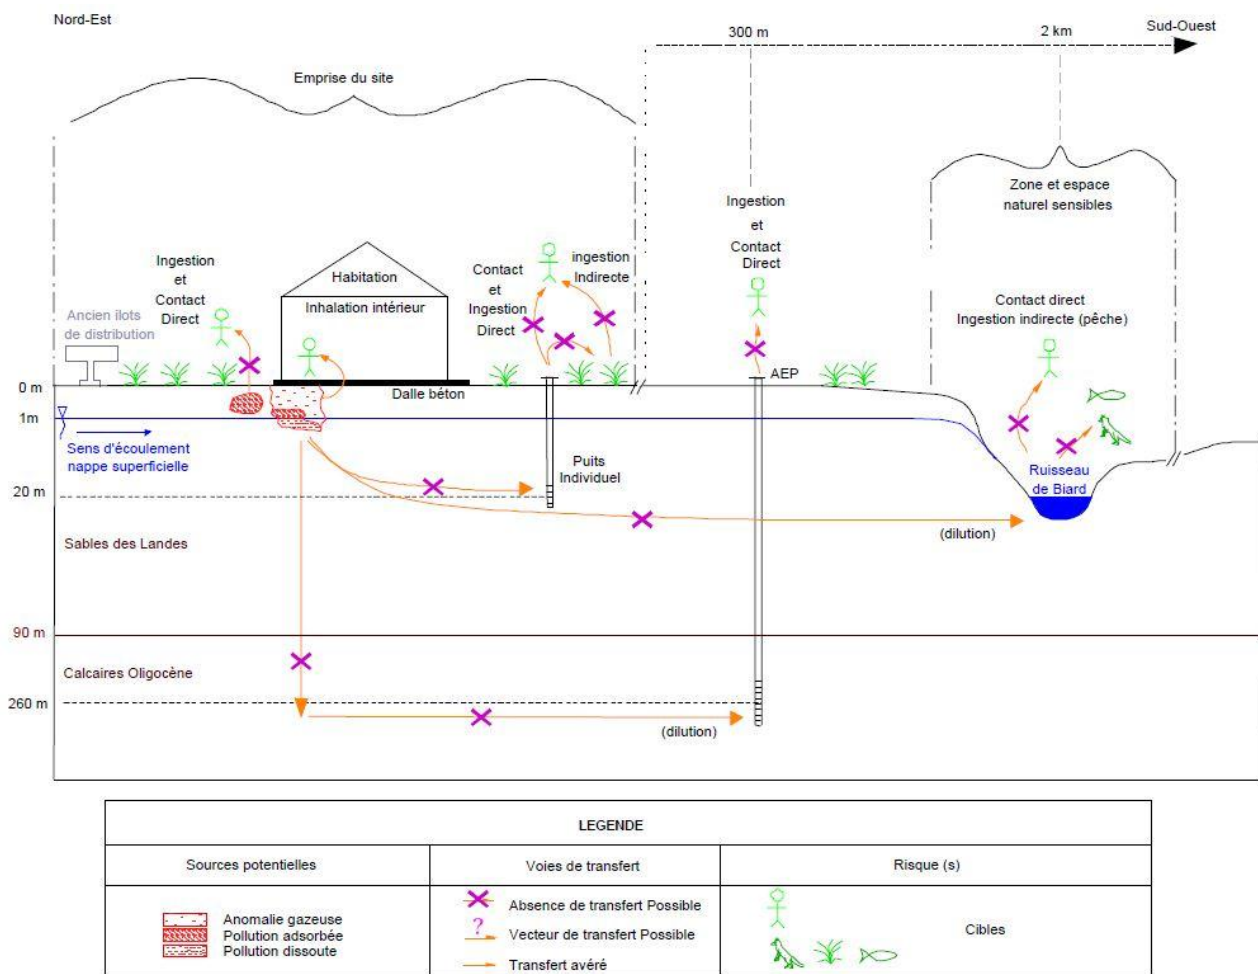 Nord-Est
Sud-Ouest
300 m
2 km
Emprise du site
Zone et espace
naturel sensibles
Ingestion
et
Contact
Direct
Ingestion
et
Contact
Direct
Habitation
Inhalation intérieur
Contact
et
Ingestion
Direct
ingestion
Indirecte
Contact direct
Ingestion indirecte (pêche)
Ancien ilots
de distribution
AEP
0 m
Dalle béton
1m
Sens d'écoulement
nappe superficielle
Puits
Individuel
Ruisseau
de Biard
20 m
(dilution)
Sables des Landes
90 m
Calcaires Oligocène
260 m
(dilution)
LEGENDE
Sources potentielles
Voies de transfert
Risque (s)
Anomalie gazeuse
Pollution adsorbée
Pollution dissoute
Absence de transfert Possible
?
Vecteur de transfert Possible
Transfert avéré
Cibles